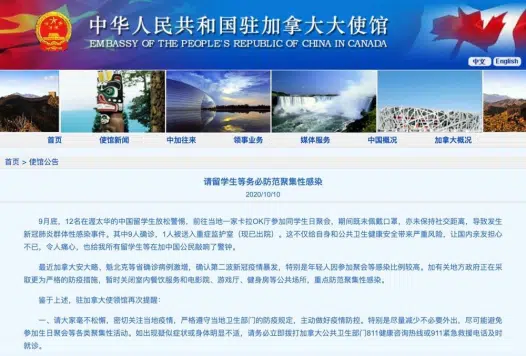 中华人民共和国驻加拿大大使馆
EMBASSY OF THE PEOPLE'S REPUBLIC OF CHINA IN CANADA
中文 English
首页 使馆新闻 中加往来 领事业务 媒体服务 中国概况 加拿大概况
首页 > 使馆公告
请留学生等务必防范聚集性感染
2020/10/10
9月底，12名在渥太华的中国留学生放松警惕，前往当地一家卡拉OK厅参加同学生日聚会，期间既未佩戴口罩，亦未保持社交距离，导致发生
新冠肺炎群体性感染事件。其中9人确诊，1人被送入重症监护室（现已出院）。这不仅给自身和公共卫生健康安全带来严重风险，让国内亲友担心
不已，令人痛心，也给我所有留学生等在加中国公民敲响了警钟。
最近加拿大安大略、魁北克等省确诊病例激增，确认第二波新冠疫情暴发，特别是年轻人因参加聚会等感染比例较高。加有关地方政府正在采
取更为严格的防疫措施，暂时关闭室内餐饮服务和电影院、游戏厅、健身房等公共场所，重点防范聚集性感染。
鉴于上述，驻加拿大使馆领馆再次提醒：
一、请大家毫不松懈，密切关注当地疫情，严格遵守当地卫生部门的防疫规定，主动做好疫情防控。特别是尽量减少不必要外出，尽可能避免
参加生日聚会等各类聚集性活动。如出现疑似症状或身体明显不适，请务必立即拨打加拿大公共卫生部门811健康咨询热线或911紧急救援电话及时
就诊。